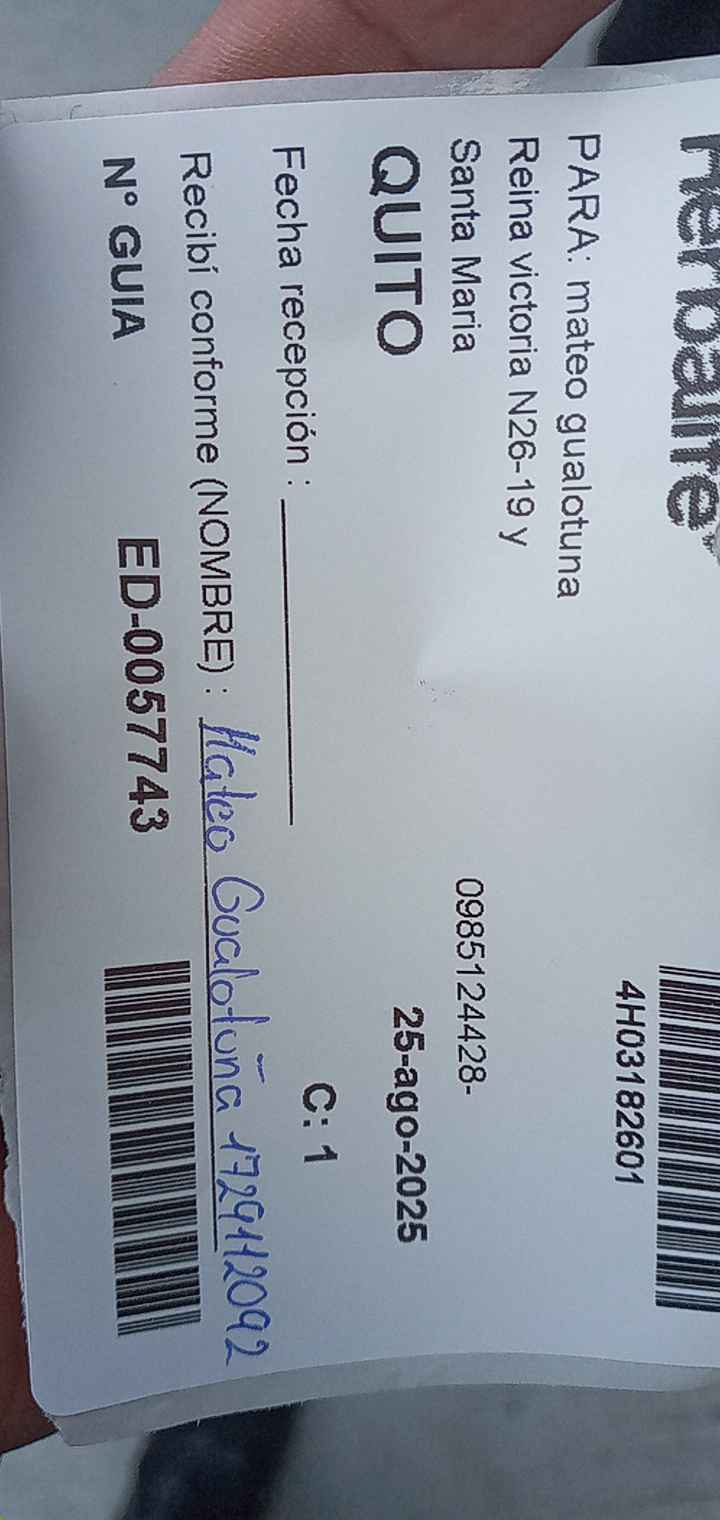 Herbalife
4H03182601
PARA: mateo gualotuna
Reina victoria N26-19 y
Santa Maria
0985124428-
QUITO
25-ago-2025
Fecha recepción :
C: 1
Recibí conforme (NOMBRE) : Mateo Gualotuña 1729112092
N° GUIA ED-0057743